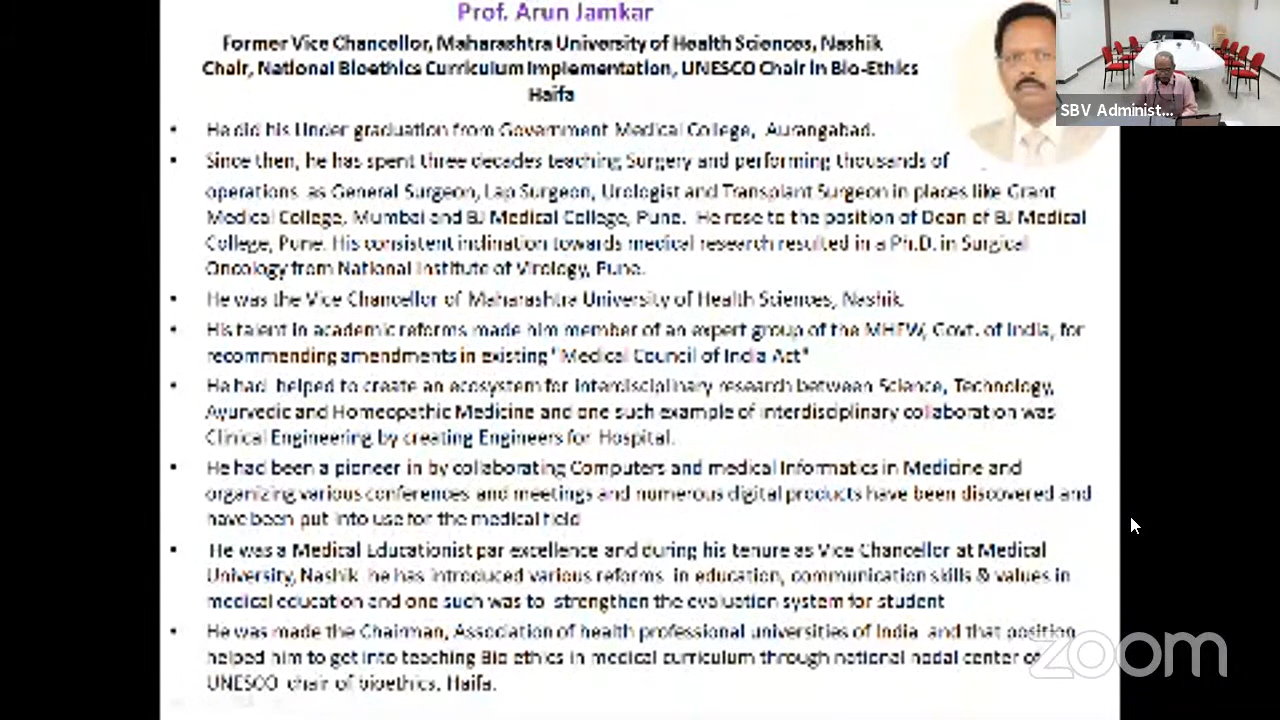 Prof. Arun Jamkar
Former Vice Chancellor, Maharashtra University of Health Sciences, Nashik
Chair, National Bioethics Curriculum Implementation, UNESCO Chair in Bio-Ethics
Haifa
• He did his Under graduation from Government Medical College, Aurangabad.
• Since then, he has spent three decades teaching Surgery and performing thousands of
operations as General Surgeon, Lap Surgeon, Urologist and Transplant Surgeon in places like Grant
Medical College, Mumbai and BJ Medical College, Pune. He rose to the position of Dean of BJ Medical
College, Pune. His consistent inclination towards medical research resulted in a Ph.D. in Surgical
Oncology from National Institute of Virology, Pune.
• He was the Vice Chancellor of Maharashtra University of Health Sciences, Nashik.
• His talent in academic reforms made him member of an expert group of the MHFW, Govt. of India, for
recommending amendments in existing "Medical Council of India Act"
• He had helped to create an ecosystem for interdisciplinary research between Science, Technology,
Ayurvedic and Homeopathic Medicine and one such example of interdisciplinary collaboration was
Clinical Engineering by creating Engineers for Hospital.
• He had been a pioneer in by collaborating Computers and medical Informatics in Medicine and
organizing various conferences and meetings and numerous digital products have been discovered and
have been put into use for the medical field
• He was a Medical Educationist par excellence and during his tenure as Vice Chancellor at Medical
University, Nashik he has introduced various reforms in education, communication skills & values in
medical education and one such was to strengthen the evaluation system for student
• He was made the Chairman, Association of health professional universities of India and that position
helped him to get into teaching Bio ethics in medical curriculum through national nodal center
UNESCO chair of bioethics, Haifa.
SBV Administ...
zoom